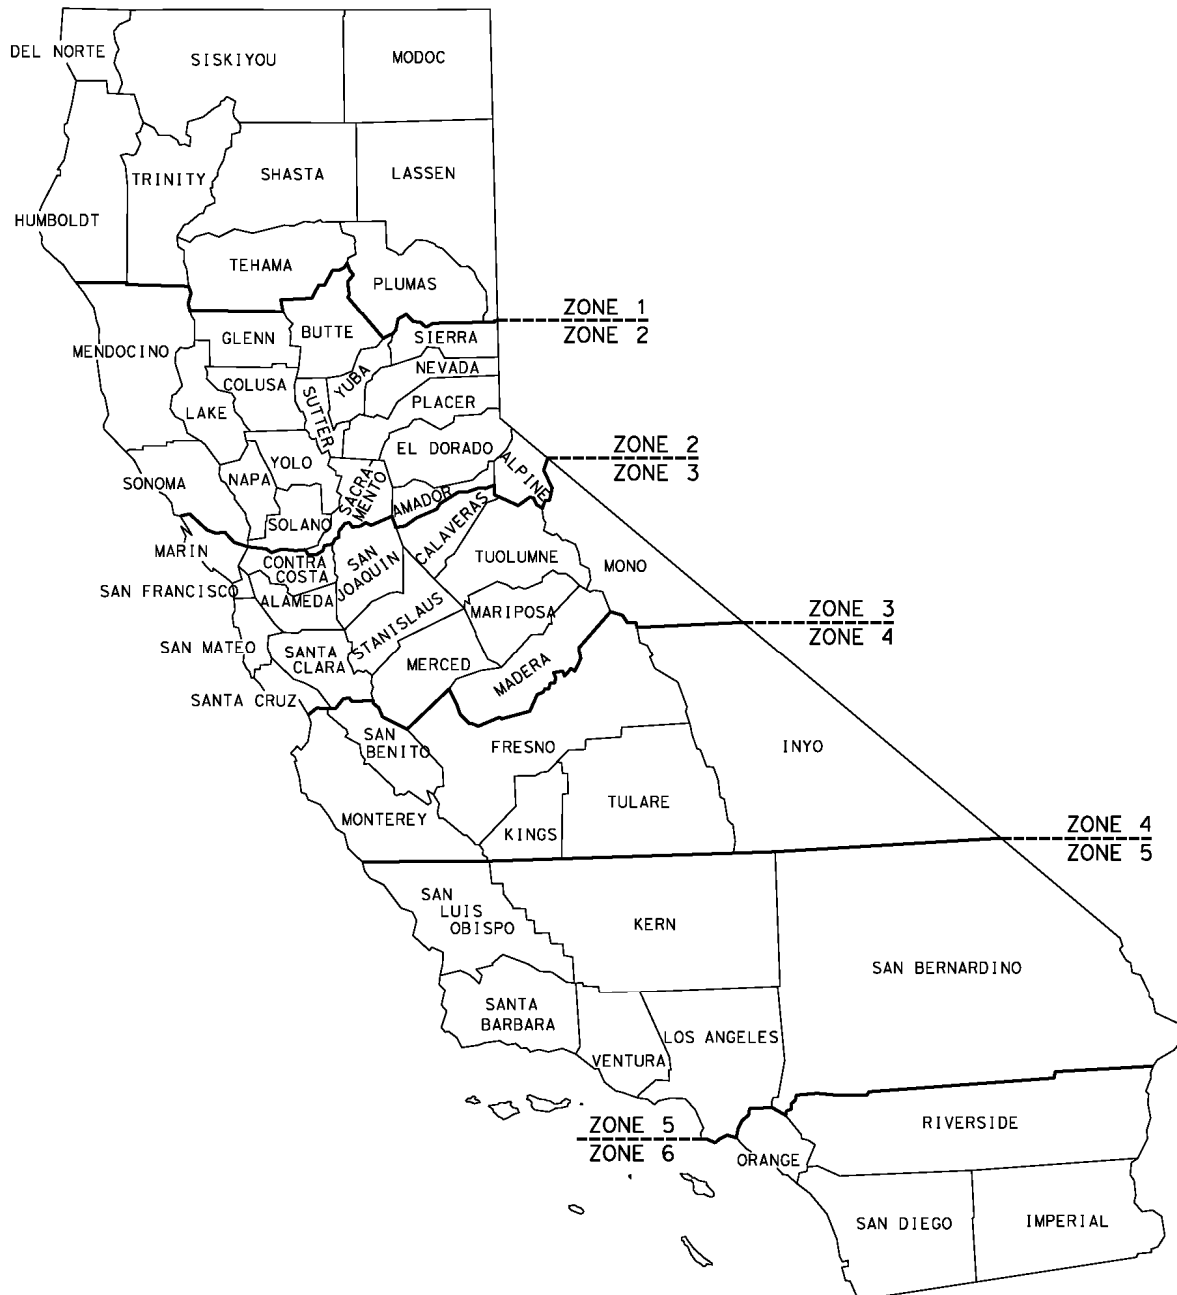 DEL NORTE
SISKIYOU
MODOC
TRINITY
SHASTA
LASSEN
HUMBOLDT
TEHAMA
PLUMAS
ZONE 1
ZONE 2
MENDOCINO
GLENN
BUTTE
SIERRA
NEVADA
COLUSA
YUBA
SUTTER
PLACER
LAKE
ZONE 2
ZONE 3
EL DORADO
ALPINE
SONOMA
NAPA
YOLO
SACRA-
MENTO
AMADOR
SOLANO
CALAVERAS
MARIN
CONTRA
COSTA
SAN
JOAQUIN
TUOLUMNE
MONO
SAN FRANCISCO
ALAMEDA
STANISLAUS
MARIPOSA
ZONE 3
ZONE 4
SAN MATEO
SANTA
CLARA
MERCED
MADERA
SANTA CRUZ
SAN
BENITO
FRESNO
INYO
MONTEREY
KINGS
TULARE
ZONE 4
ZONE 5
SAN
LUIS
OBISPO
KERN
SAN BERNARDINO
SANTA
BARBARA
VENTURA
LOS ANGELES
ZONE 5
ZONE 6
ORANGE
RIVERSIDE
SAN DIEGO
IMPERIAL